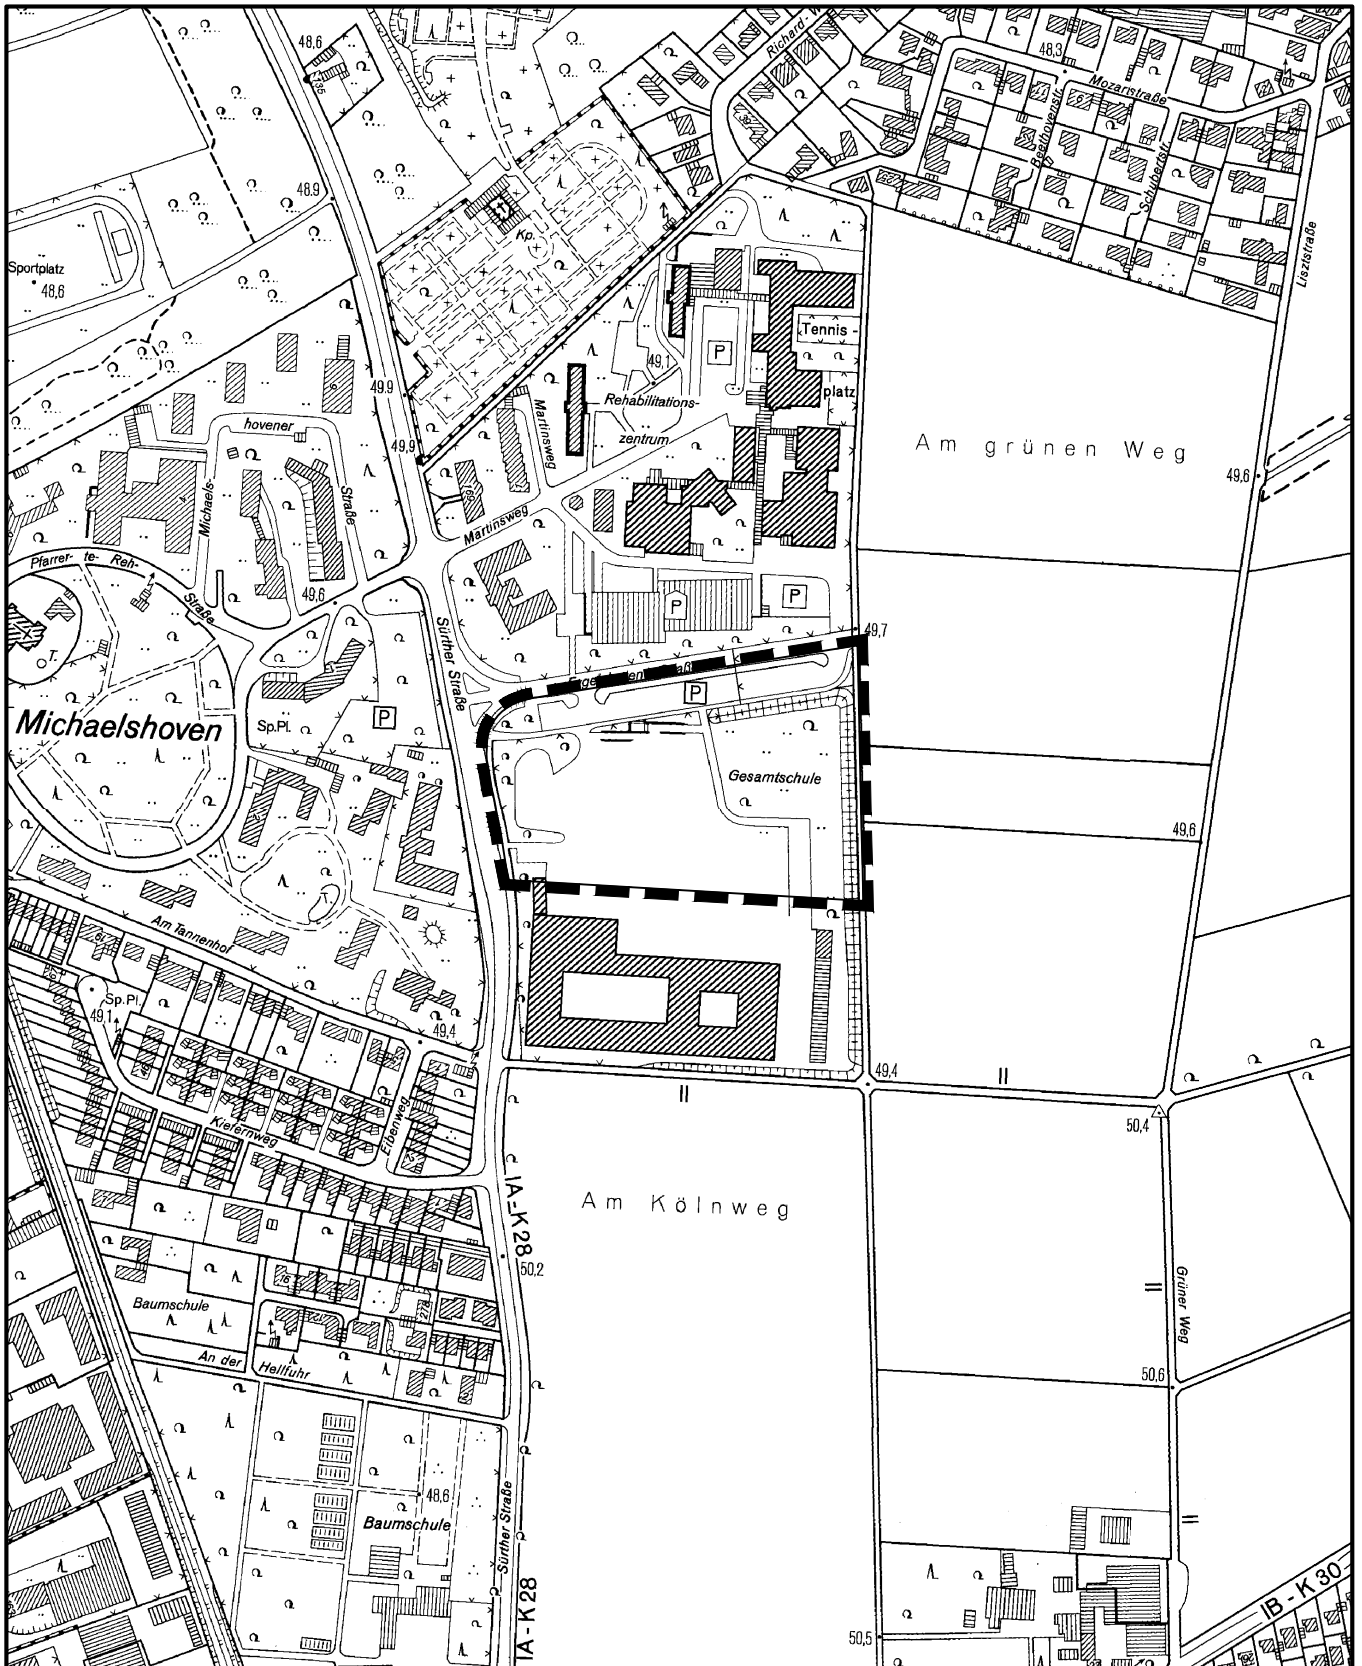 48,6
Richard-W
48,3
Mozartstraße
Beethovenstr.
Schubertstr.
Lisztstraße
48.9
Kp.
Sportplatz
48,6
Tennis -
platz
P
49,1
Rehabilitations-
zentrum
49.9
49,9
hovener
Michaels-
Straße
Martinsweg
Martinsweg
Am grünen Weg
49,6
Pfarrer- te- Reh-
Straße
49,6
P
P
T.
Sürther Straße
49,7
P
Michaelshoven
Sp.Pl.
P
Gesamtschule
49,6
T.
Am Tannenhof
Sp.Pl.
49,1
49,4
49,4
50,4
Kiefernweg
Erbenweg
IA-K28
Am Kölnweg
50,2
Grüner Weg
Baumschule
An der Hellfuhr
50,6
48,6
Baumschule
Sürther Straße
IA-K28
IB-K30
50,5